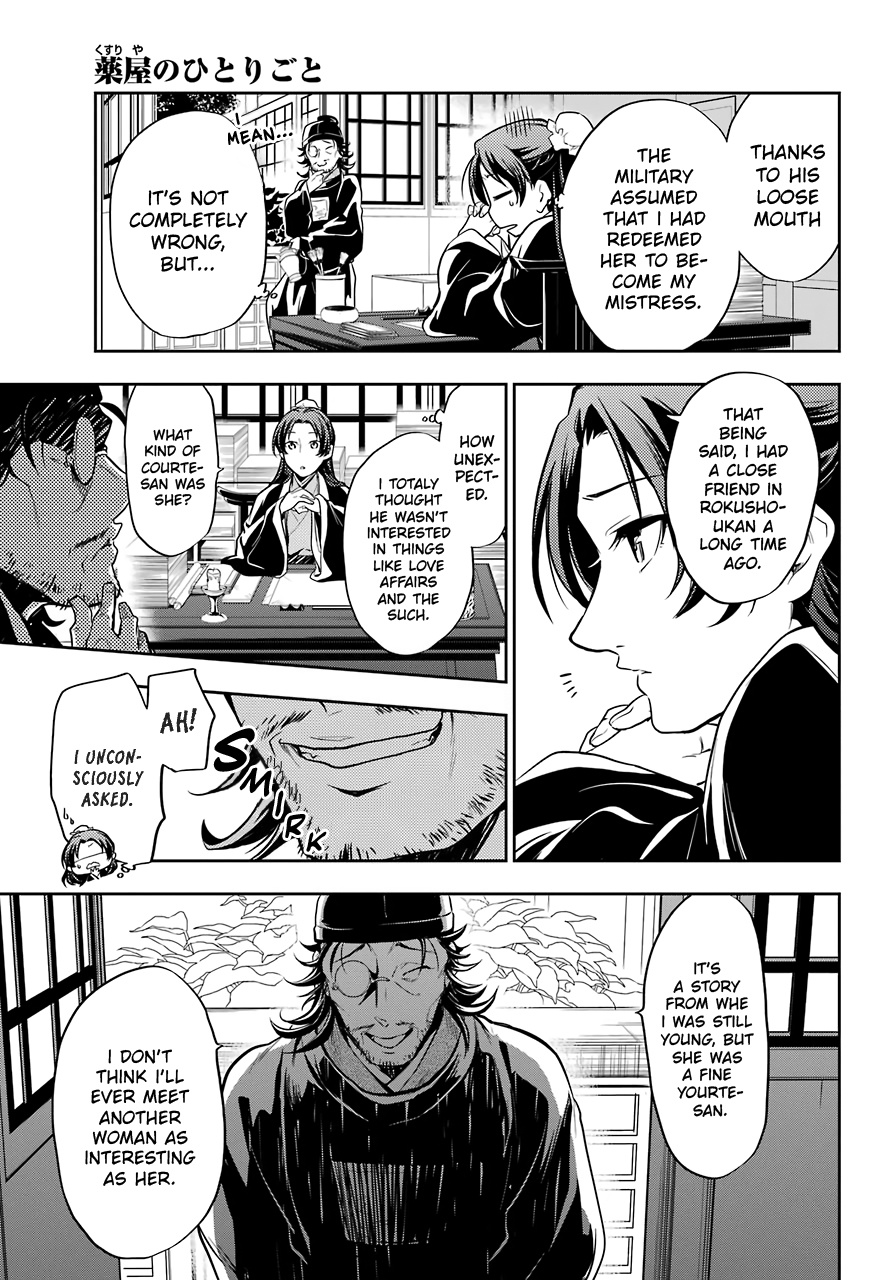 くすり や
薬屋のひとりごと
THANKS
TO HIS
LOOSE
MOUTH
THE
MILITARY
ASSUMED
THAT I HAD
REDEEMED
HER TO BE-
COME MY
MISTRESS.
I
MEAN...
IT'S NOT
COMPLETELY
WRONG,
BUT...
THAT
BEING
SAID, I HAD
A CLOSE
FRIEND IN
ROKUSHO-
UKAN A
LONG TIME
AGO.
HOW
UNEX-
PECT-
ED.
I TOTALY
THOUGHT
HE WASN'T
INTERESTED
IN THINGS
LIKE LOVE
AFFAIRS
AND THE
SUCH.
WHAT
KIND OF
COURTE-
SAN WAS
SHE?
SMIRK
AH!
I UNCON-
SCIOUSLY
ASKED.
IT'S
A STORY
FROM WHE
I WAS STILL
YOUNG, BUT
SHE WAS
A FINE
YOURTE-
SAN.
I DON'T
THINK I'LL
EVER MEET
ANOTHER
WOMAN AS
INTERESTING
AS HER.